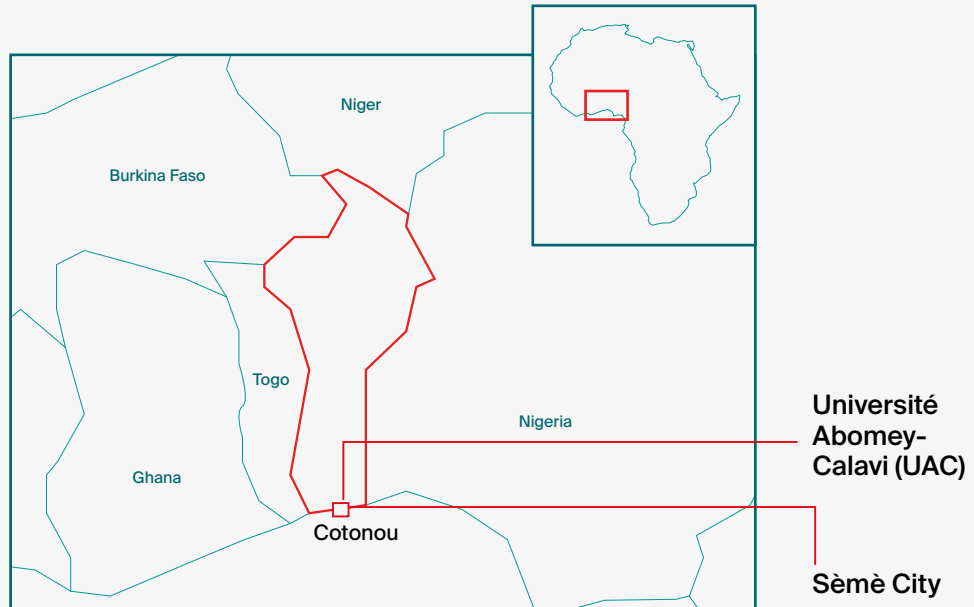 Niger
Burkina Faso
Togo
Nigeria
Ghana
Cotonou
Université
Abomey-
Calavi (UAC)
Sèmè City